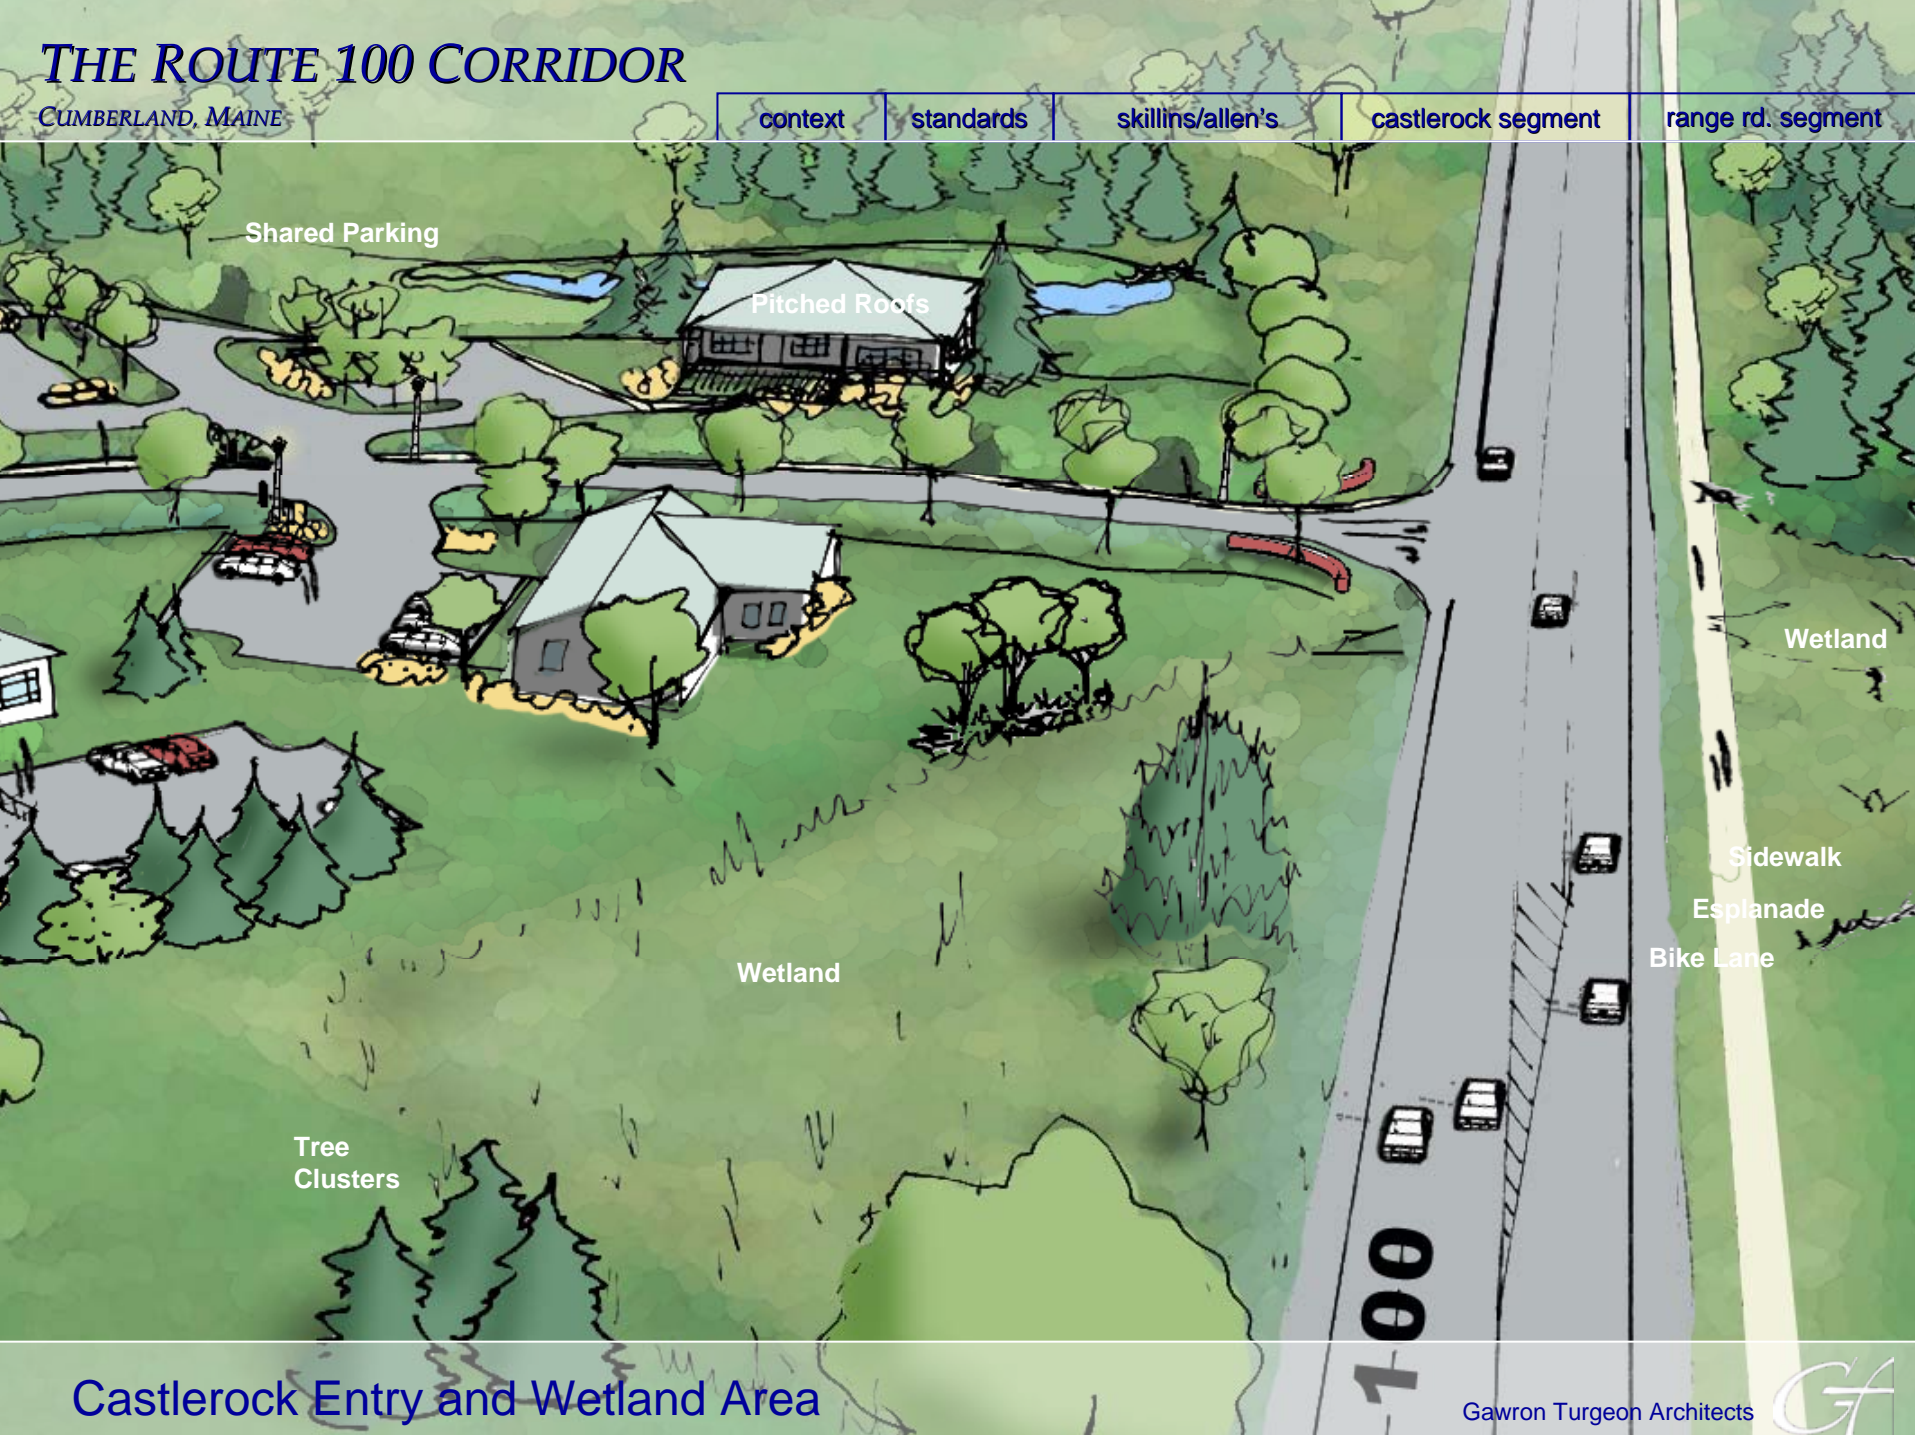 THE ROUTE 100 CORRIDOR
CUMBERLAND, MAINE
context
standards
skillins/allen's
castlerock segment
range rd. segment
Shared Parking
Pitched Roofs
Wetland
Sidewalk
Esplanade
Bike Lane
Wetland
Tree
Clusters
100
Castlerock Entry and Wetland Area
Gawron Turgeon Architects
GT